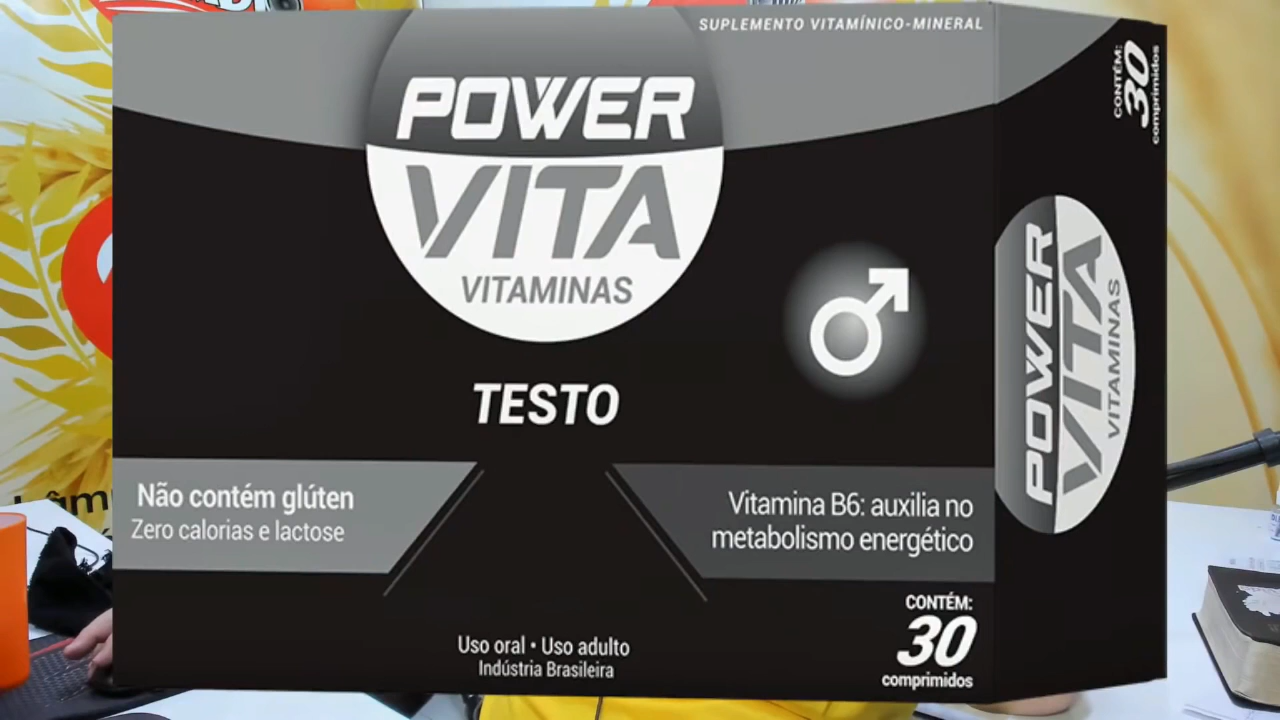 SUPLEMENTO VITAMÍNICO-MINERAL
POWER
VITA
VITAMINAS
TESTO
Não contém glúten
Zero calorias e lactose
Vitamina B6: auxilia no
metabolismo energético
CONTÉM:
30
comprimidos
Uso oral • Uso adulto
Indústria Brasileira
CONTÉM:
30
comprimidos
POWER
VITA
VITAMINAS